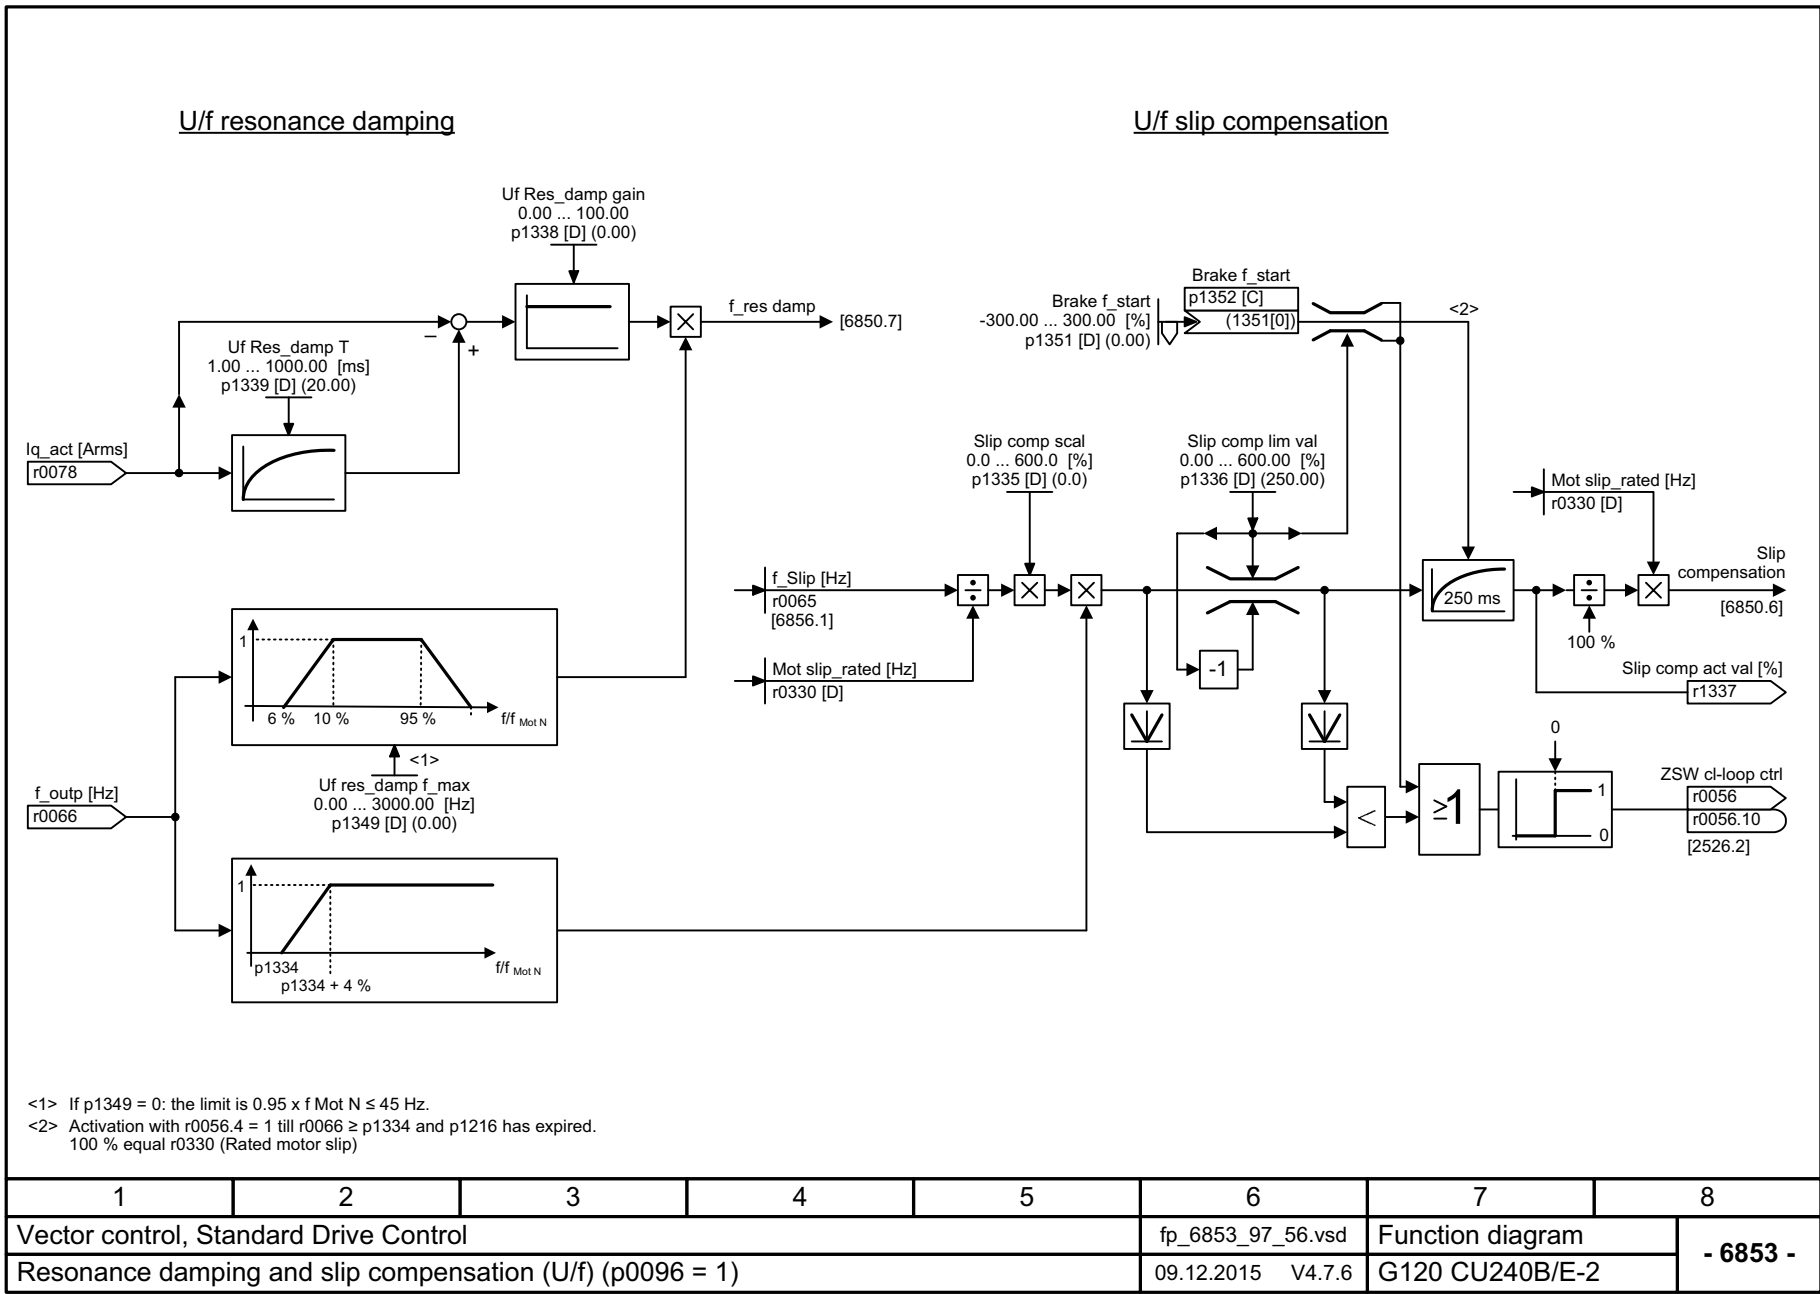 U/f resonance damping
U/f slip compensation
Uf Res_damp gain
0.00 ... 100.00
p1338 [D] (0.00)
f_res damp
[6850.7]
–
+
Uf Res_damp T
1.00 ... 1000.00 [ms]
p1339 [D] (20.00)
Iq_act [Arms]
r0078
Brake f_start
-300.00 ... 300.00 [%]
p1351 [D] (0.00)
Brake f_start
p1352 [C]
(1351[0])
<2>
Slip comp scal
0.0 ... 600.0 [%]
p1335 [D] (0.0)
Slip comp lim val
0.00 ... 600.00 [%]
p1336 [D] (250.00)
Mot slip_rated [Hz]
r0330 [D]
f_Slip [Hz]
r0065
[6856.1]
÷
×
×
250 ms
÷
×
Slip
compensation
[6850.6]
100 %
Mot slip_rated [Hz]
r0330 [D]
-1
Slip comp act val [%]
r1337
1
6 %
10 %
95 %
f/f Mot N
<1>
Uf res_damp f_max
0.00 ... 3000.00 [Hz]
p1349 [D] (0.00)
f_outp [Hz]
r0066
<
≥1
0
1
0
ZSW cl-loop ctrl
r0056
r0056.10
[2526.2]
1
p1334
p1334 + 4 %
f/f Mot N
<1> If p1349 = 0: the limit is 0.95 x f Mot N ≤ 45 Hz.
<2> Activation with r0056.4 = 1 till r0066 ≥ p1334 and p1216 has expired.
100 % equal r0330 (Rated motor slip)
1 2 3 4 5 6 7 8
Vector control, Standard Drive Control
fp_6853_97_56.vsd
Function diagram
- 6853 -
Resonance damping and slip compensation (U/f) (p0096 = 1)
09.12.2015 V4.7.6
G120 CU240B/E-2